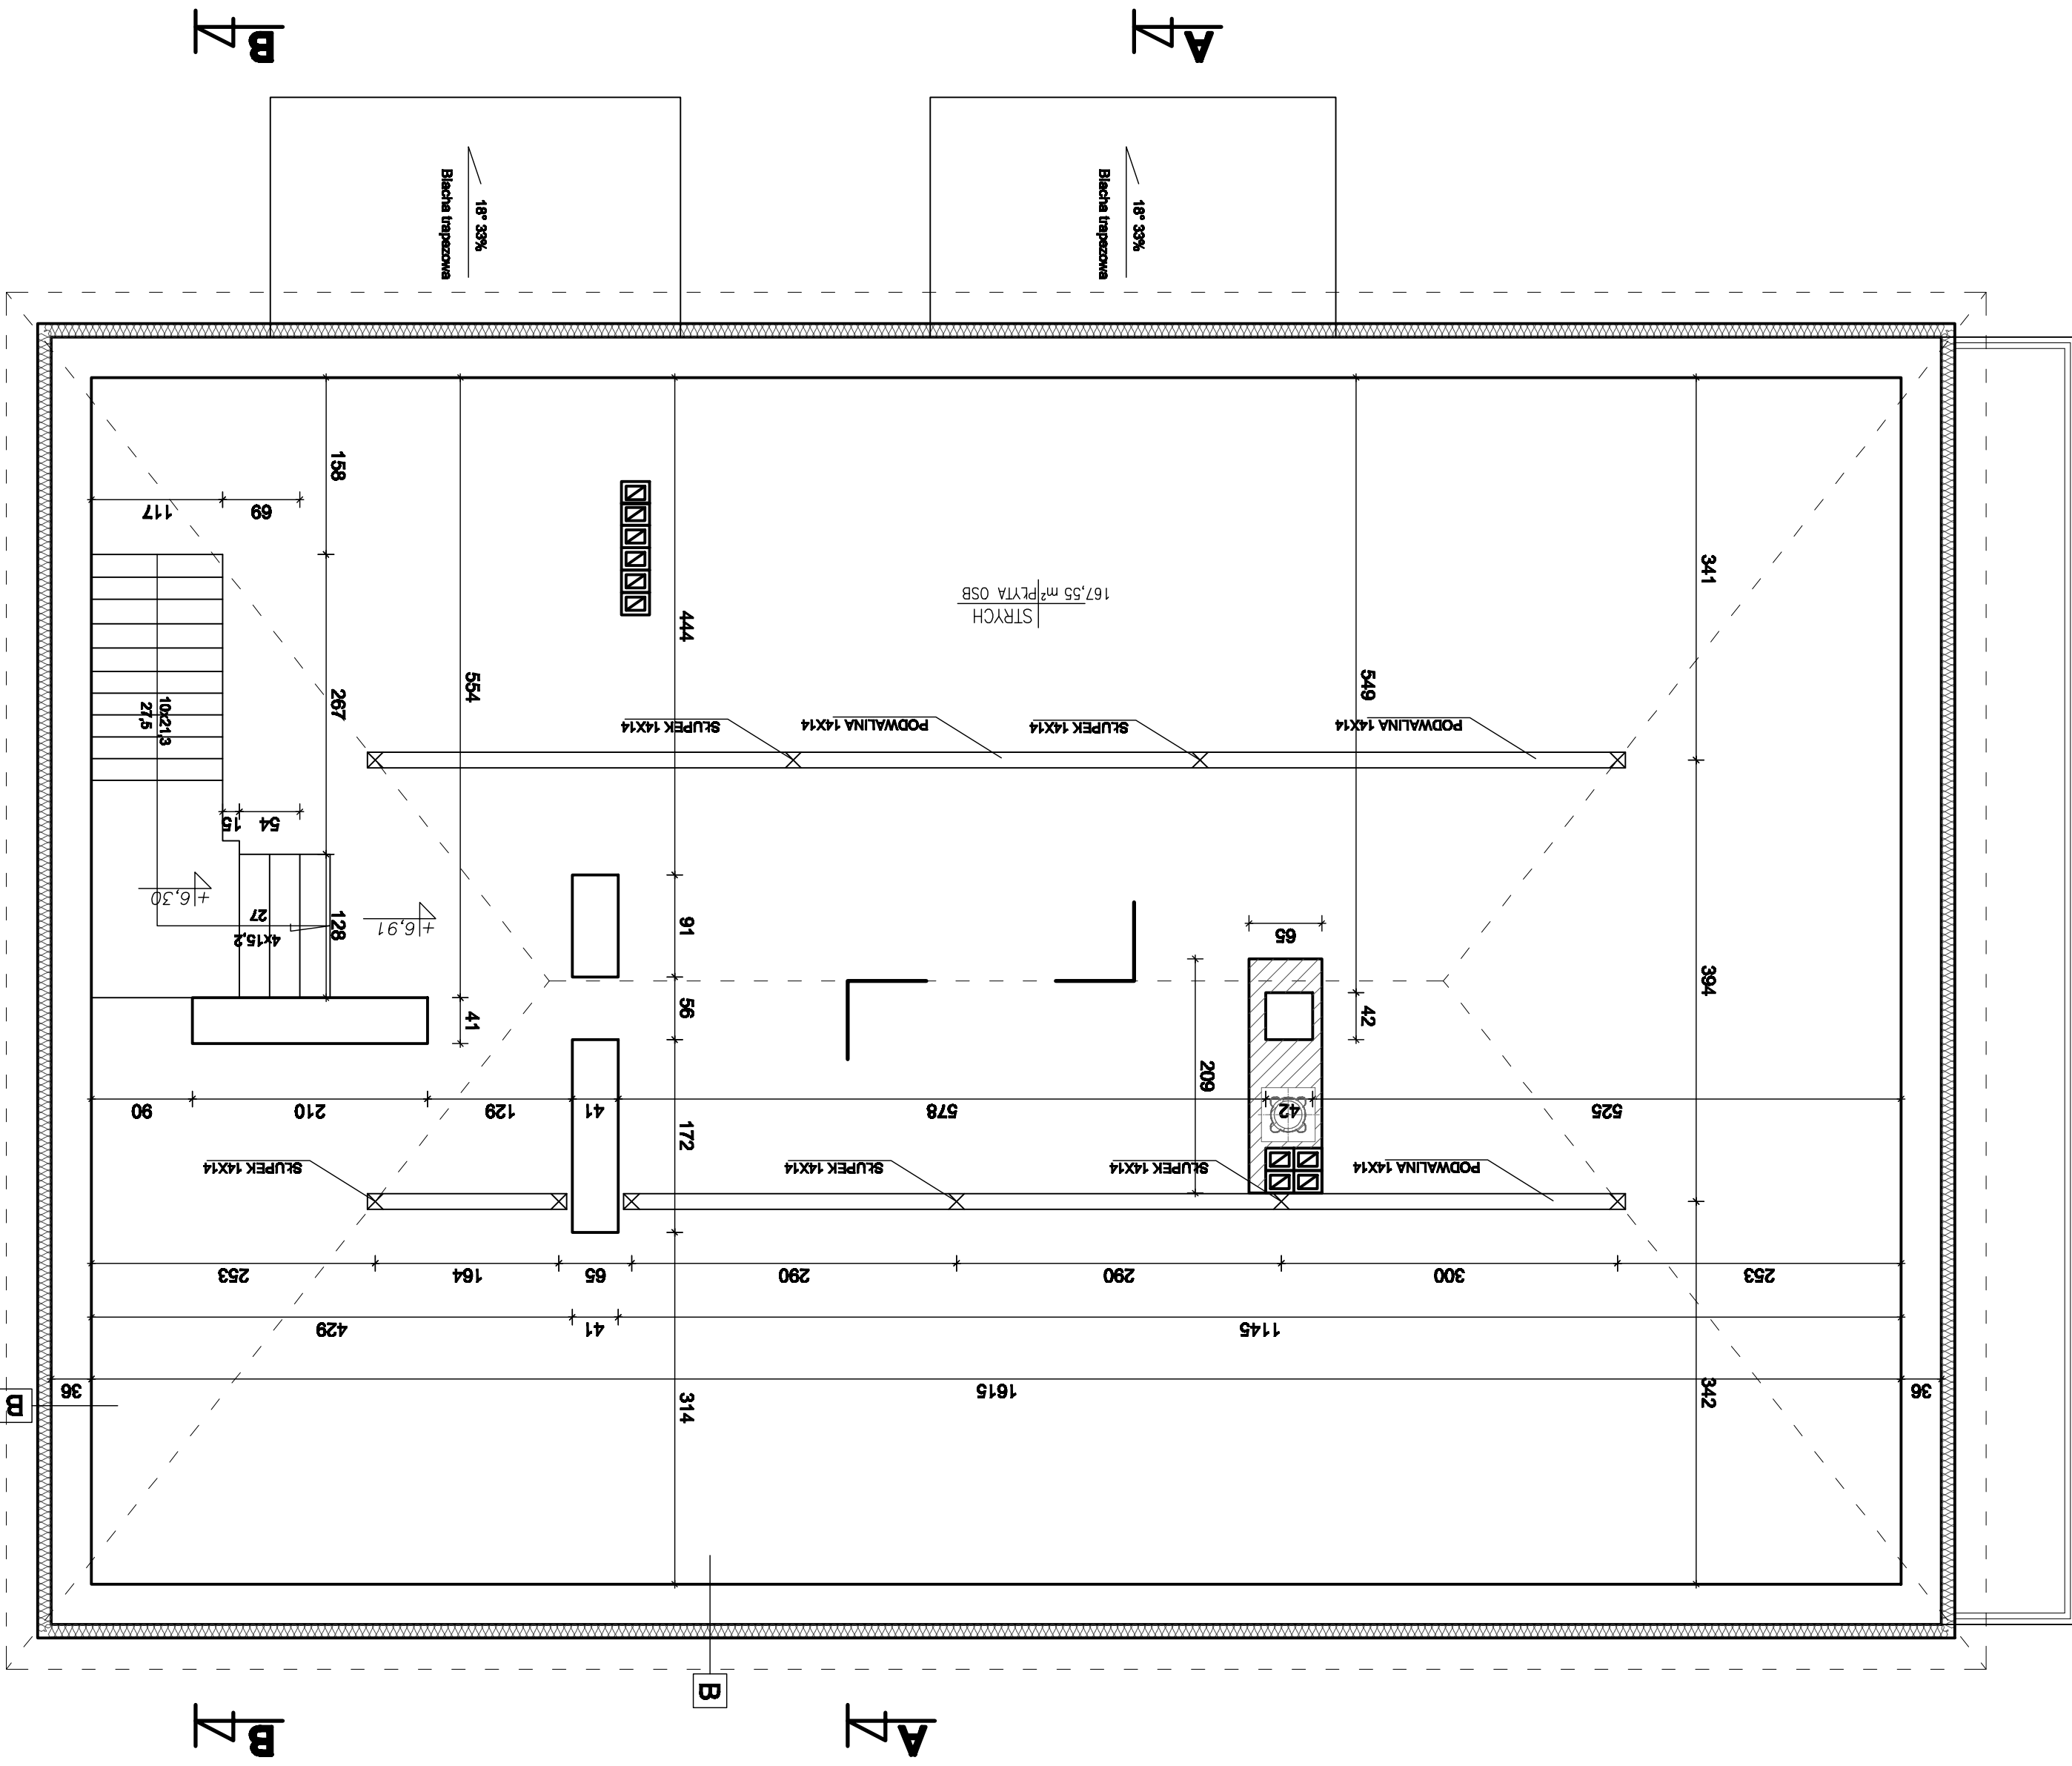 B
A
18° 33%
Blacha trapezowa
18° 33%
Blacha trapezowa
158
117
69
341
444
STRYCH
167,55 m² PŁYTA OSB
554
549
267
10x21,3
27,5
SŁUPEK 14X14
PODWALINA 14X14
SŁUPEK 14X14
PODWALINA 14X14
15
54
+6,30
27
4x15,2
128
+6,91
91
65
394
56
41
42
209
90
210
129
41
578
42
525
172
SŁUPEK 14X14
SŁUPEK 14X14
SŁUPEK 14X14
PODWALINA 14X14
253
164
65
290
290
300
253
429
41
1145
36
1615
36
314
342
B
B
B
A